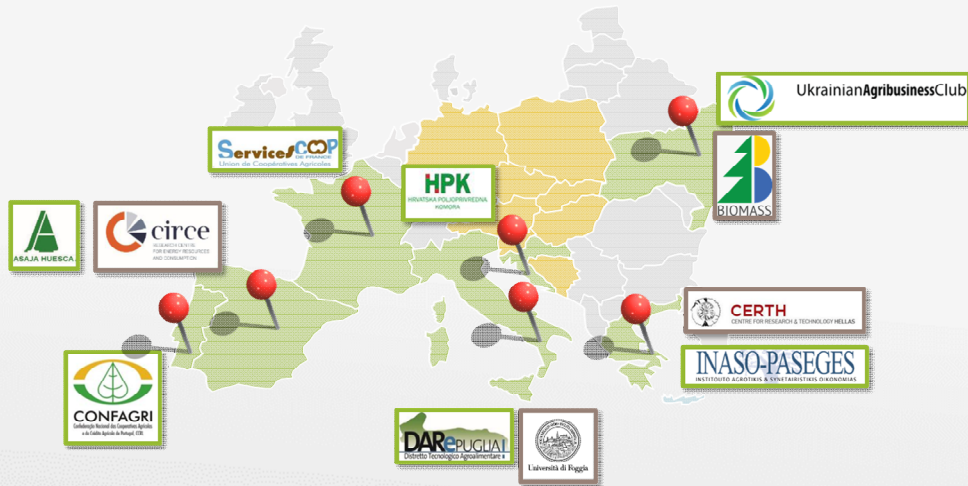 UkrainianAgribusinessClub
ServicesCOOP
DE FRANCE
Union de Coopératives Agricoles
HPK
HRVATSKA POLJOPRIVREDNA
KOMORA
BIOMASS
ASAJA HUESCA
circe
RESEARCH CENTRE
FOR ENERGY RESOURCES
AND CONSUMPTION
CERTH
CENTRE FOR RESEARCH & TECHNOLOGY HELLAS
INASO-PASEGES
INSTITOUTO AGROTIKIS & SYNETAIRISTIKIS OIKONOMIAS
CONFAGRI
Confederação Nacional das Cooperativas Agrícolas
e do Crédito Agrícola de Portugal, CCRL
DARePUGLIA
Distretto Tecnologico Agroalimentare
Università di Foggia